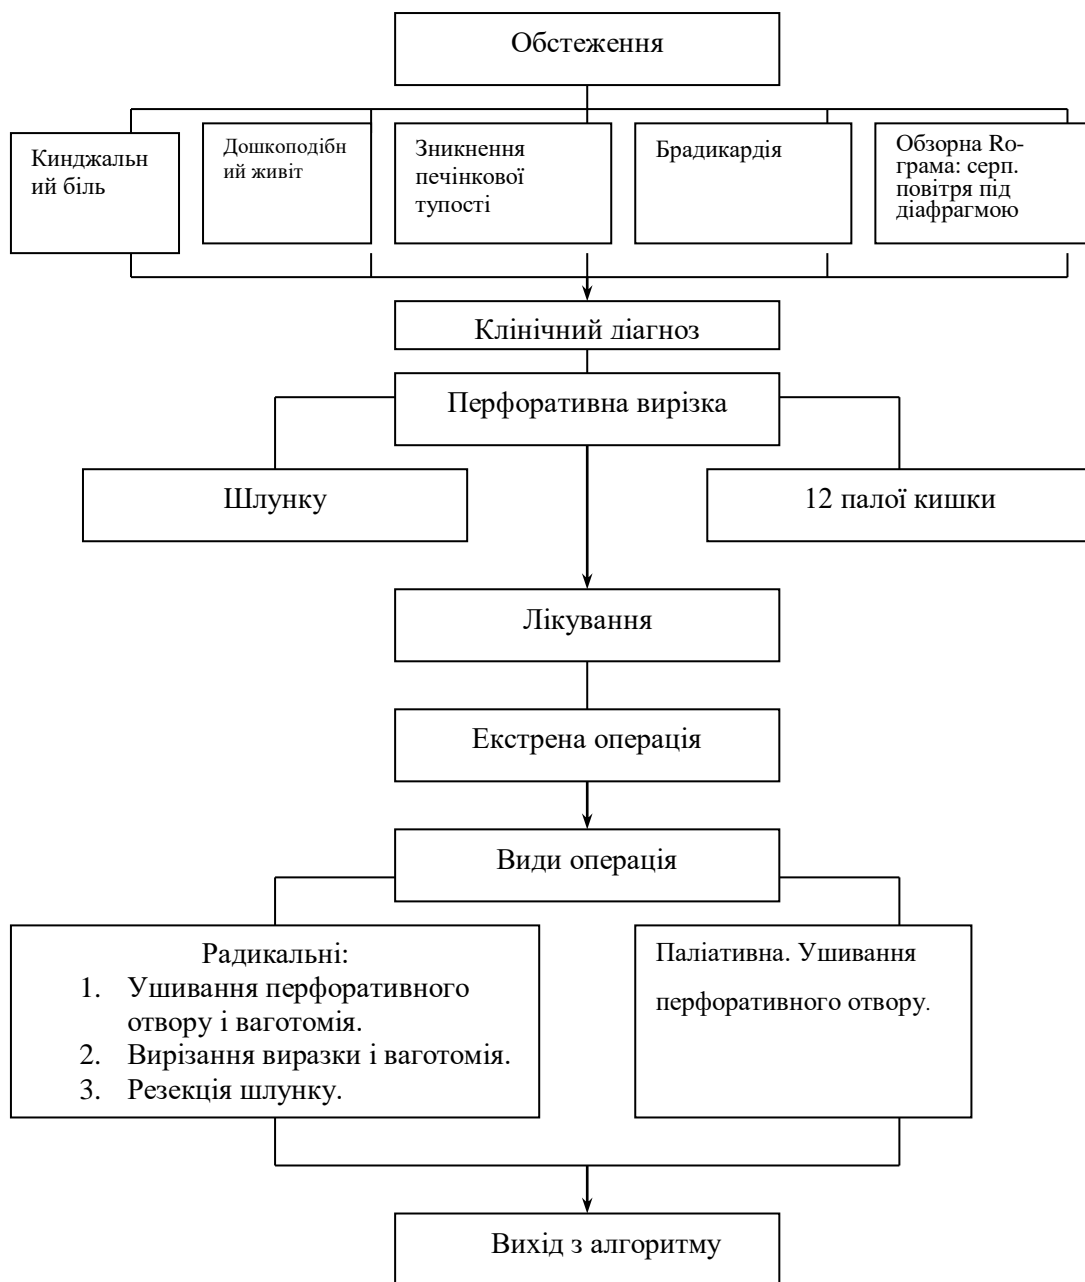 Обстеження
Кинджальн
ий біль
Дошкоподібн
ий живіт
Зникнення
печінкової
тупості
Брадикардія
Обзорна Ro-
грама: серп.
повітря під
діафрагмою
Клінічний діагноз
Перфоративна вирізка
Шлунку
12 палої кишки
Лікування
Екстрена операція
Види операція
Радикальні:
1. Ушивання перфоративного
отвору і ваготомія.
2. Вирізання виразки і ваготомія.
3. Резекція шлунку.
Паліативна. Ушивання
перфоративного отвору.
Вихід з алгоритму